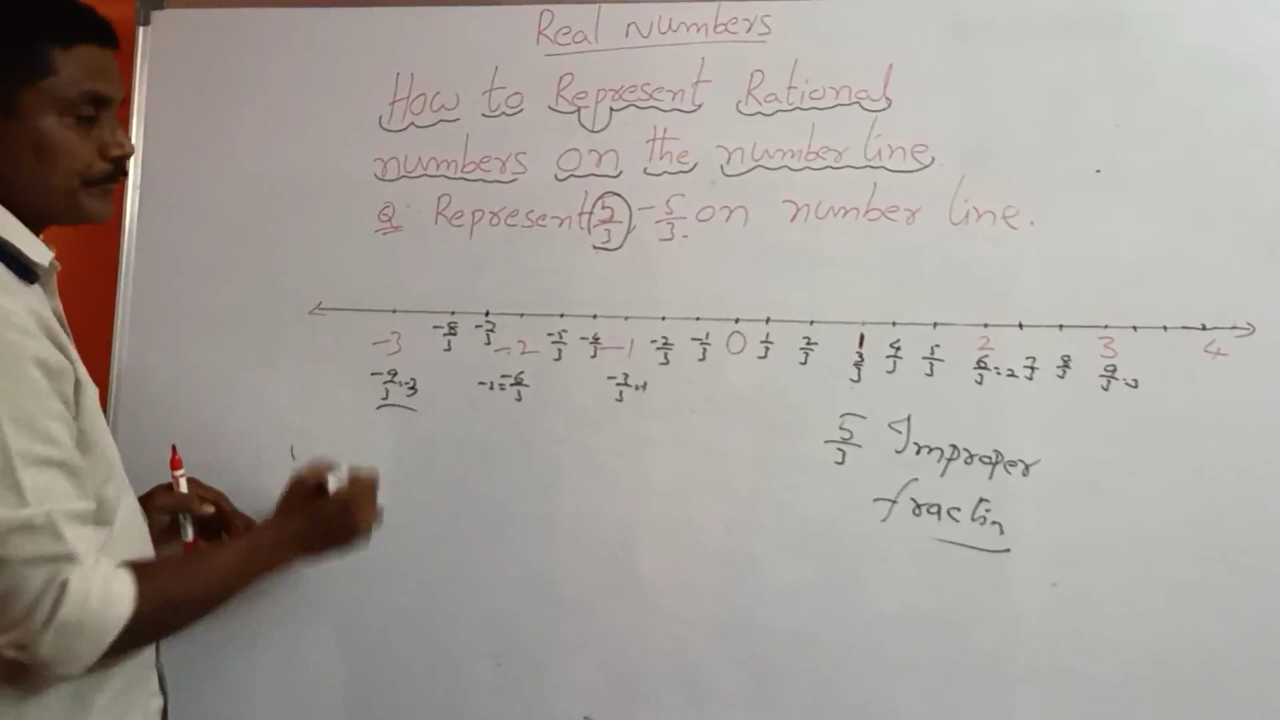 Real Numbers
How to Represent Rational
numbers on the number line.
Q: Represent 5/3, -5/3 on number line.
-3 -8/3 -7/3 -2 -5/3 -4/3 -1 -2/3 -1/3 0 1/3 2/3 1 4/3 5/3 2 7/3 8/3 3 4
-9/3=-3 -2=-6/3 -3/3=-1 3/3 6/3=2 9/3=3
5/3 Improper
fractin